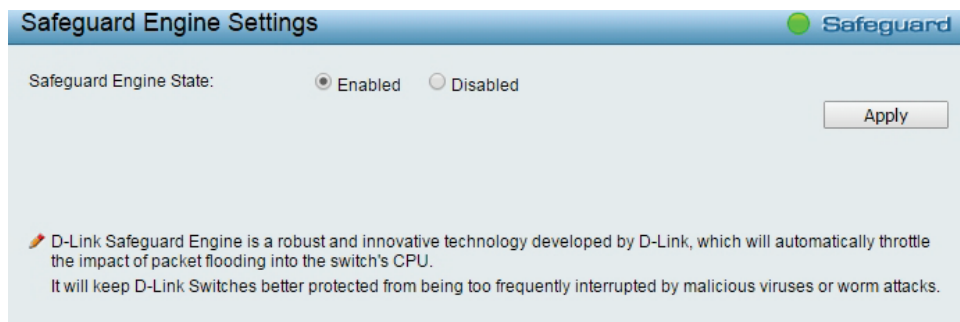 Safeguard Engine Settings
Safeguard
Safeguard Engine State:
Enabled
Disabled
Apply
D-Link Safeguard Engine is a robust and innovative technology developed by D-Link, which will automatically throttle
the impact of packet flooding into the switch's CPU.
It will keep D-Link Switches better protected from being too frequently interrupted by malicious viruses or worm attacks.